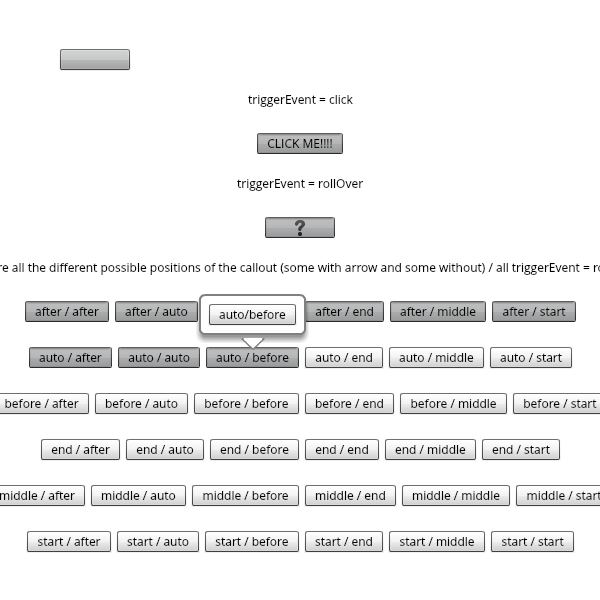 triggerEvent = click
CLICK ME!!!!
triggerEvent = rollOver
?
all the different possible positions of the callout (some with arrow and some without) / all triggerEvent =
after / after after / auto auto/before after / end after / middle after / start
auto / after auto / auto auto / before auto / end auto / middle auto / start
before / after before / auto before / before before / end before / middle before / start
end / after end / auto end / before end / end end / middle end / start
middle / after middle / auto middle / before middle / end middle / middle middle / start
start / after start / auto start / before start / end start / middle start / start